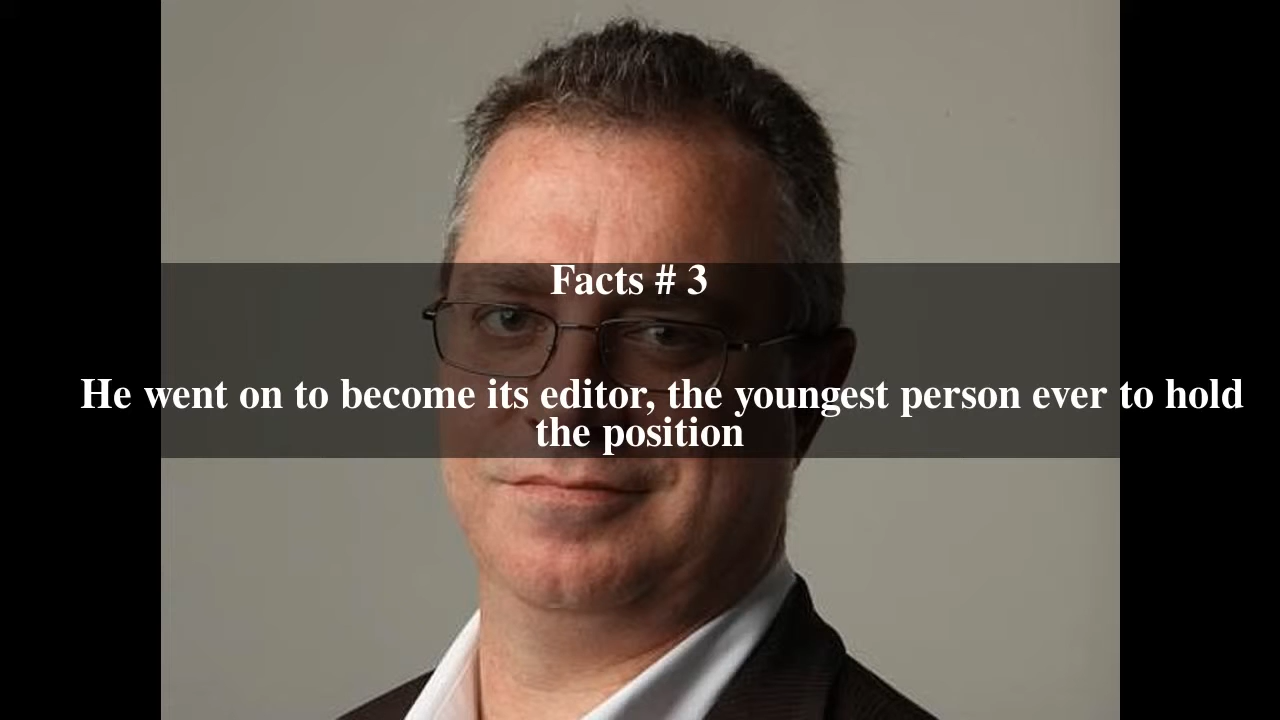 Facts # 3
He went on to become its editor, the youngest person ever to hold
the position